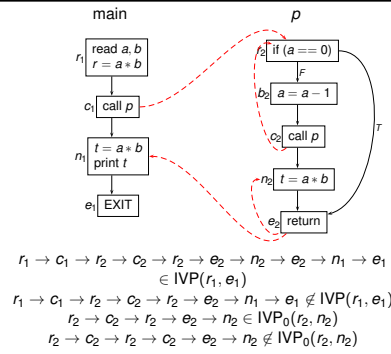 main
p
r₁
read a, b
r = a ∗ b
c₁
call p
n₁
t = a ∗ b
print t
e₁
EXIT
r₂
if (a == 0)
F
T
b₂
a = a − 1
c₂
call p
n₂
t = a ∗ b
e₂
return
r₁ → c₁ → r₂ → c₂ → r₂ → e₂ → n₂ → e₂ → n₁ → e₁
∈ IVP(r₁, e₁)
r₁ → c₁ → r₂ → c₂ → r₂ → e₂ → n₁ → e₁ ∉ IVP(r₁, e₁)
r₂ → c₂ → r₂ → e₂ → n₂ ∈ IVP₀(r₂, n₂)
r₂ → c₂ → r₂ → c₂ → e₂ → n₂ ∉ IVP₀(r₂, n₂)